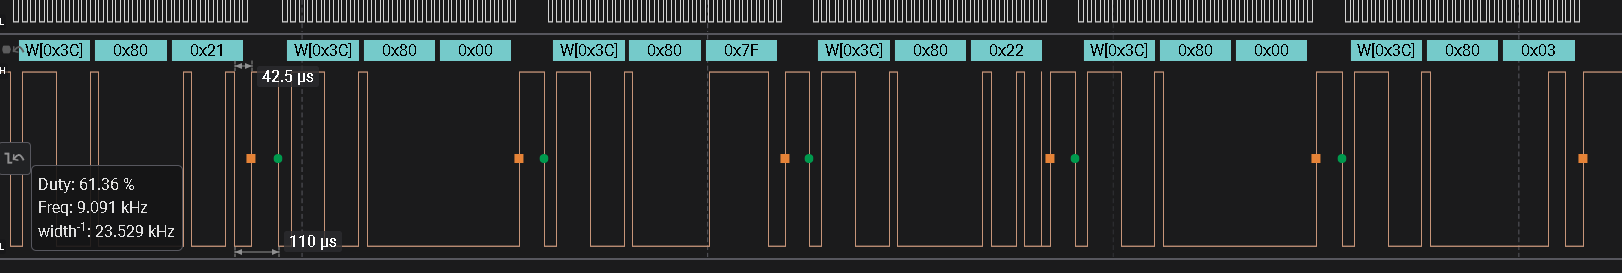 L
W[0x3C] 0x80 0x21 W[0x3C] 0x80 0x00 W[0x3C] 0x80 0x7F W[0x3C] 0x80 0x22 W[0x3C] 0x80 0x00 W[0x3C] 0x80 0x03
H
42.5 µs
Duty: 61.36 %
Freq: 9.091 kHz
width-1: 23.529 kHz
110 µs
L